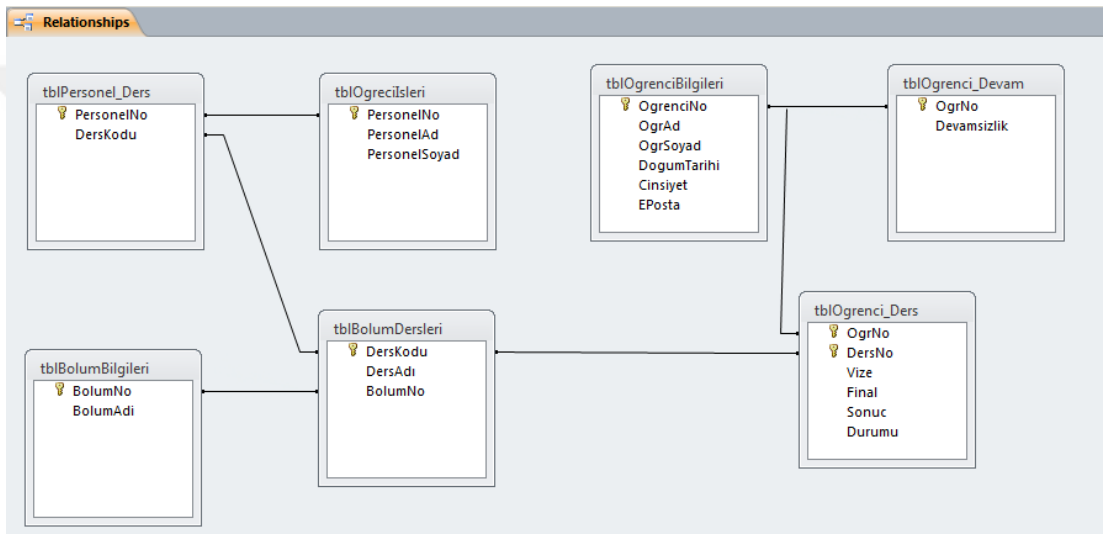 Relationships
tblPersonel_Ders
PersonelNo
DersKodu
tblOgreciIsleri
PersonelNo
PersonelAd
PersonelSoyad
tblOgrenciBilgileri
OgrenciNo
OgrAd
OgrSoyad
DogumTarihi
Cinsiyet
EPosta
tblOgrenci_Devam
OgrNo
Devamsizlik
tblBolumBilgileri
BolumNo
BolumAdi
tblBolumDersleri
DersKodu
DersAdı
BolumNo
tblOgrenci_Ders
OgrNo
DersNo
Vize
Final
Sonuc
Durumu